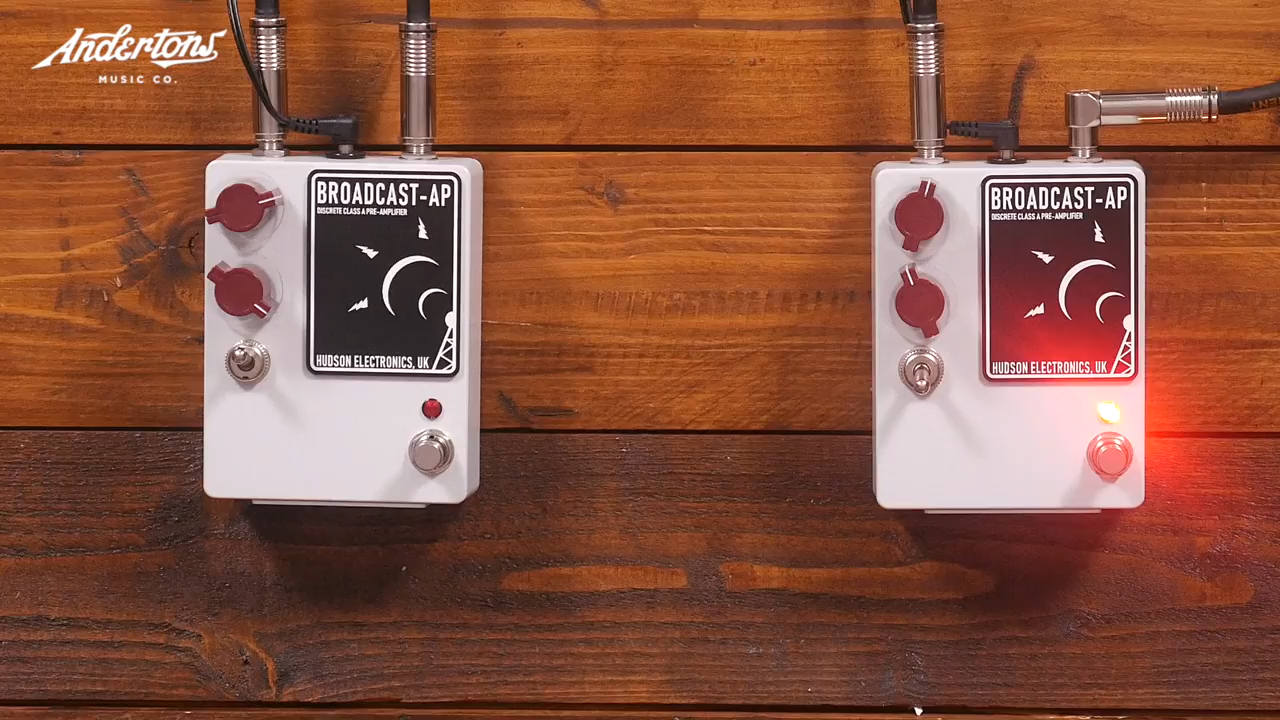 Andertons
MUSIC CO.
BROADCAST-AP
DISCRETE CLASS A PRE-AMPLIFIER
HUDSON ELECTRONICS, UK
BROADCAST-AP
DISCRETE CLASS A PRE-AMPLIFIER
HUDSON ELECTRONICS, UK